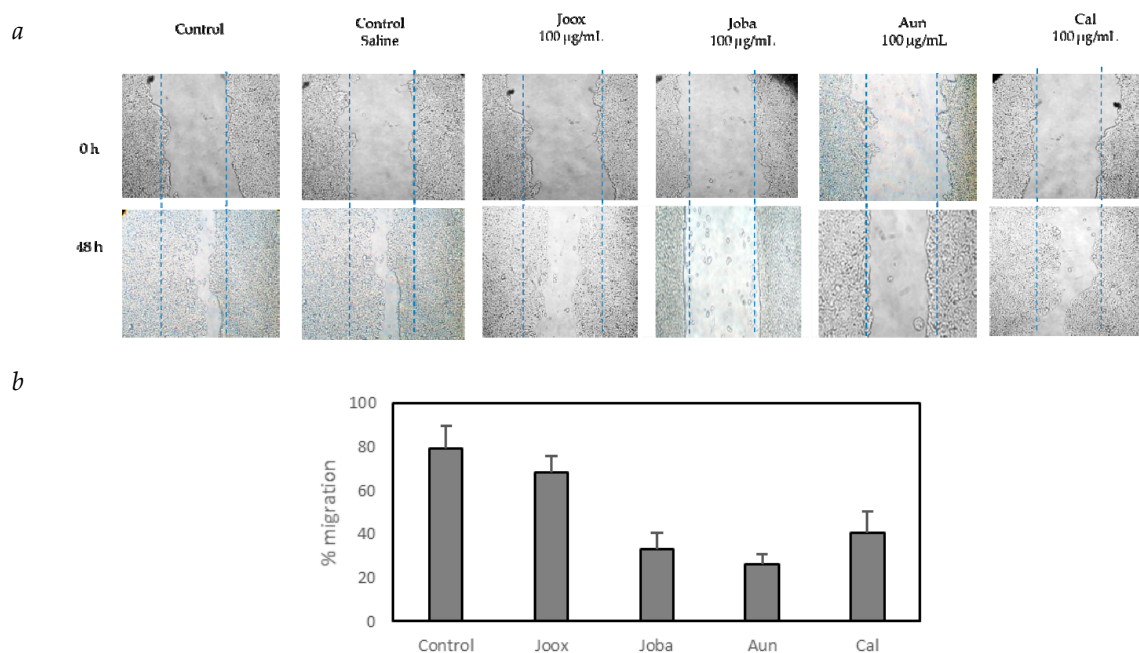 a
Control
Control
Saline
Joox
100 µg/mL
Joba
100 µg/mL
Aun
100 µg/mL
Cal
100 µg/mL
0 h
48 h
b
% migration
100
80
60
40
20
0
Control Joox Joba Aun Cal